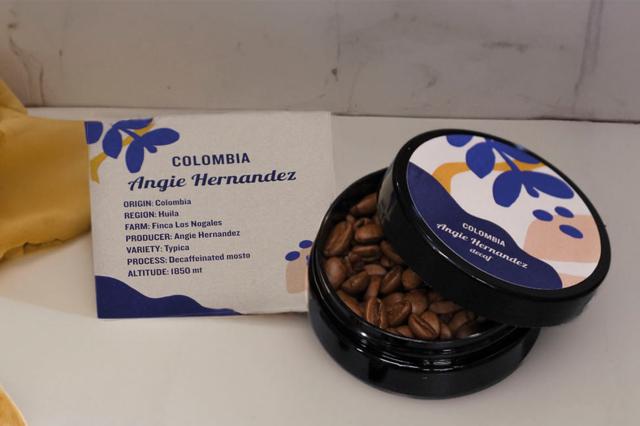 COLOMBIA
Angie Hernandez
ORIGIN: Colombia
REGION: Huila
FARM: Finca Los Nogales
PRODUCER: Angie Hernandez
VARIETY: Typica
PROCESS: Decaffeinated mosto
ALTITUDE: 1850 mt
COLOMBIA
Angie Hernandez
decaf